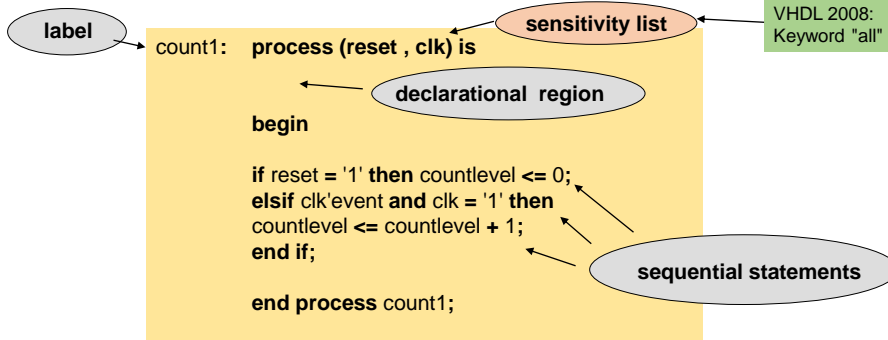 VHDL 2008:
Keyword "all"
sensitivity list
label
count1: process (reset , clk) is
declarational region
begin
if reset = '1' then countlevel <= 0;
elsif clk'event and clk = '1' then
countlevel <= countlevel + 1;
end if;
sequential statements
end process count1;